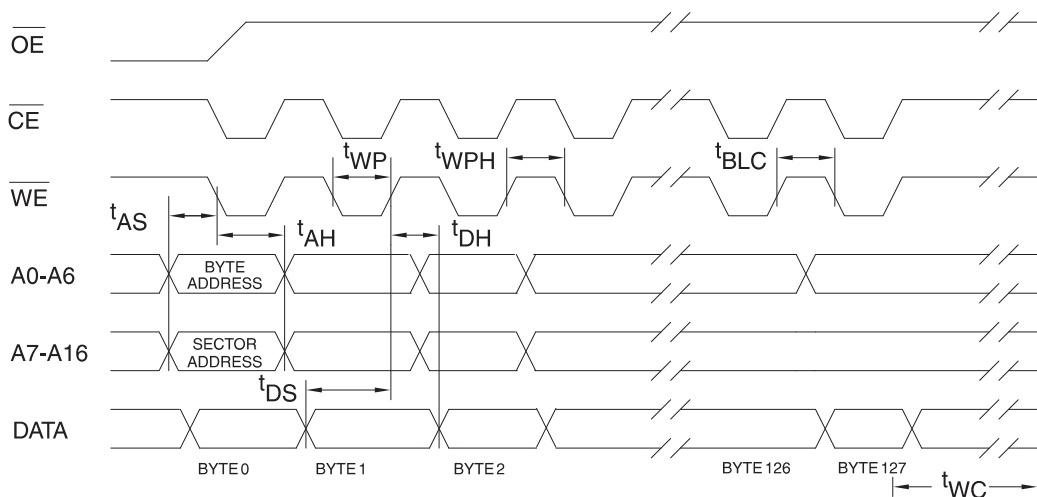 OE
CE
tWP tWPH tBLC
WE
tAS
tAH tDH
A0-A6 BYTE
ADDRESS
A7-A16 SECTOR
ADDRESS
tDS
DATA
BYTE 0 BYTE 1 BYTE 2 BYTE 126 BYTE 127
tWC